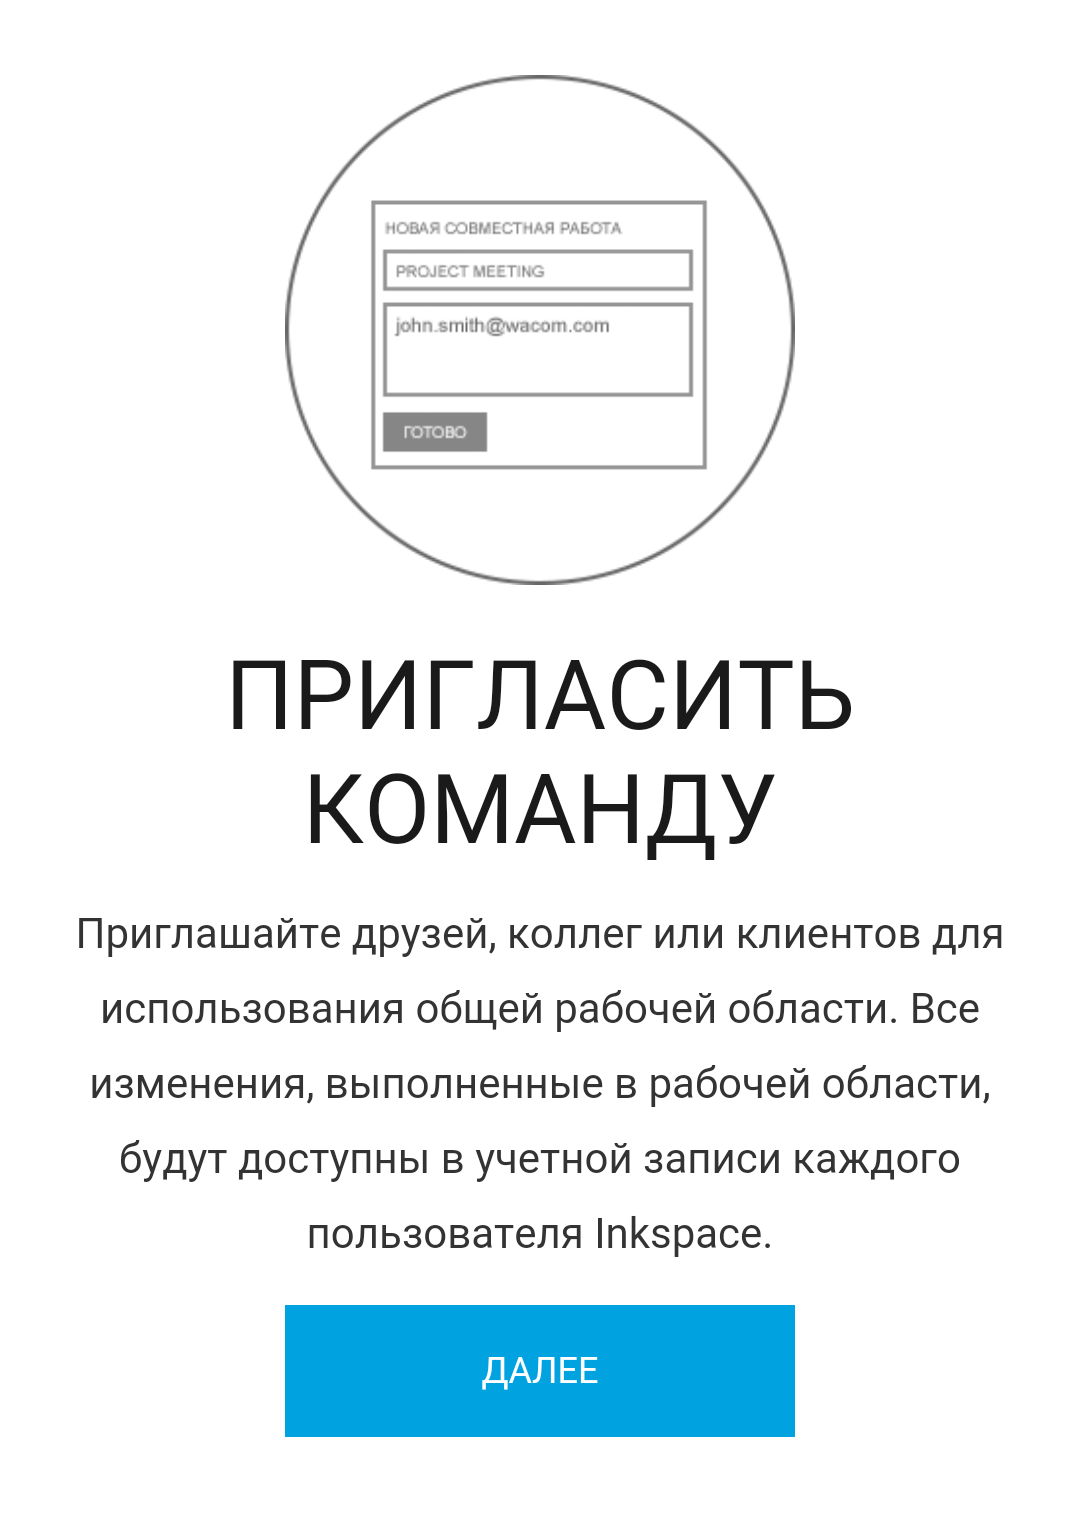 НОВАЯ СОВМЕСТНАЯ РАБОТА
PROJECT MEETING
john.smith@wacom.com
ГОТОВО
ПРИГЛАСИТЬ
КОМАНДУ
Приглашайте друзей, коллег или клиентов для
использования общей рабочей области. Все
изменения, выполненные в рабочей области,
будут доступны в учетной записи каждого
пользователя Inkspace.
ДАЛЕЕ